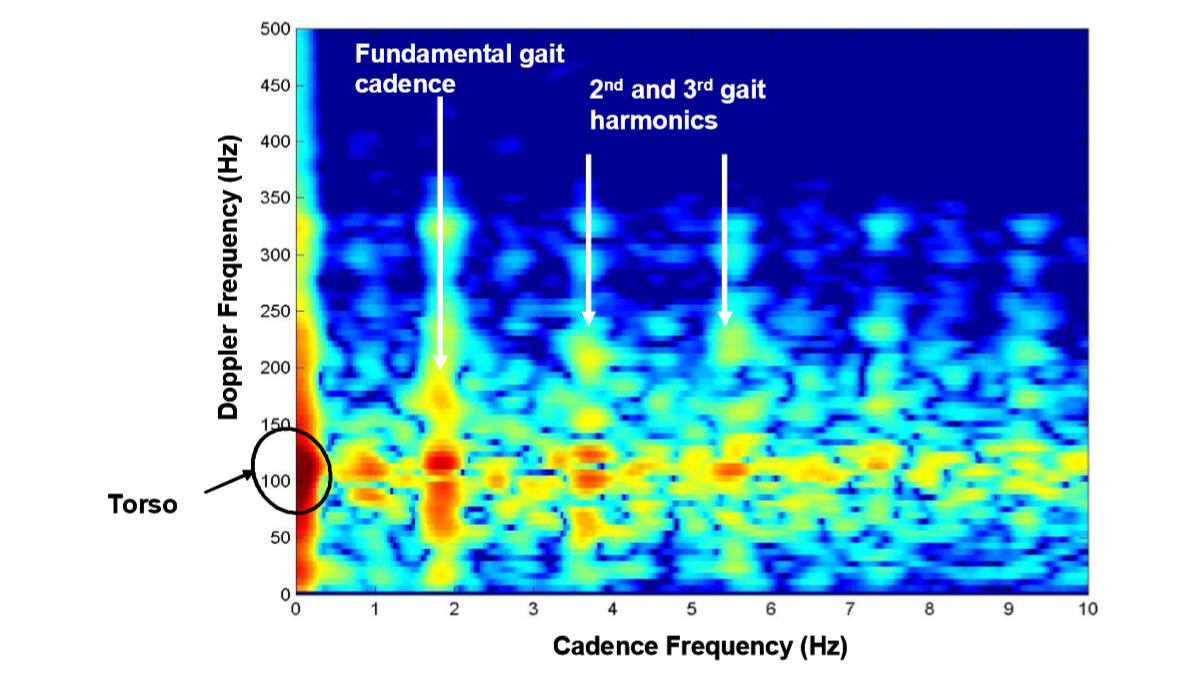 500
Fundamental gait
cadence
450
2nd and 3rd gait
harmonics
400
350
300
250
200
150
100
50
0
Doppler Frequency (Hz)
Torso
0 1 2 3 4 5 6 7 8 9 10
Cadence Frequency (Hz)